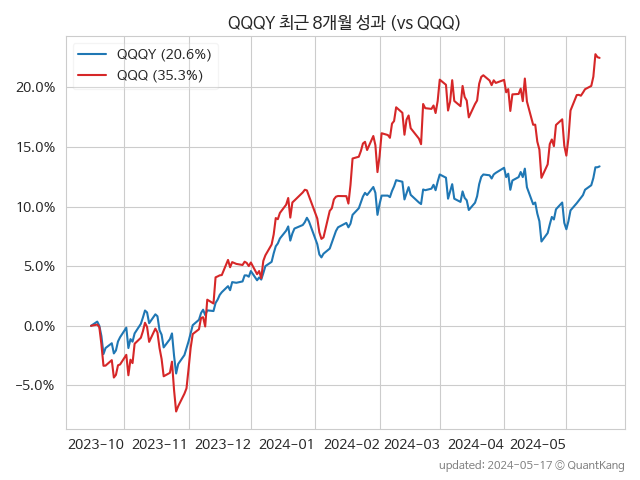 QQQY 최근 8개월 성과 (vs QQQ)
QQQY (20.6%)
QQQ (35.3%)
20.0%
15.0%
10.0%
5.0%
0.0%
−5.0%
2023-10 2023-11 2023-12 2024-01 2024-02 2024-03 2024-04 2024-05
updated: 2024-05-17 © QuantKang